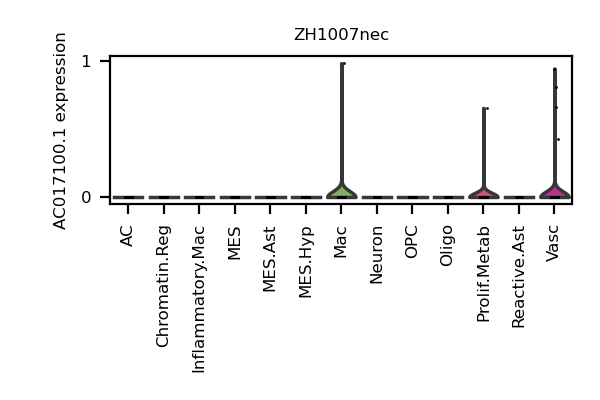 ZH1007nec
AC017100.1 expression
1
0
AC
Chromatin.Reg
Inflammatory.Mac
MES
MES.Ast
MES.Hyp
Mac
Neuron
OPC
Oligo
Prolif.Metab
Reactive.Ast
Vasc